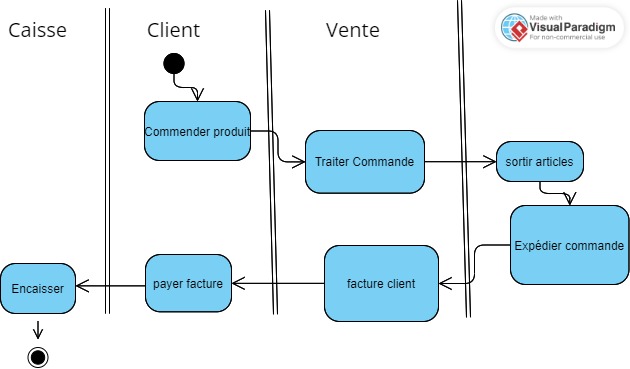 Caisse
Client
Vente
Made with
Visual Paradigm
For non-commercial use
Commender produit
Traiter Commande
sortir articles
Expédier commande
facture client
payer facture
Encaisser